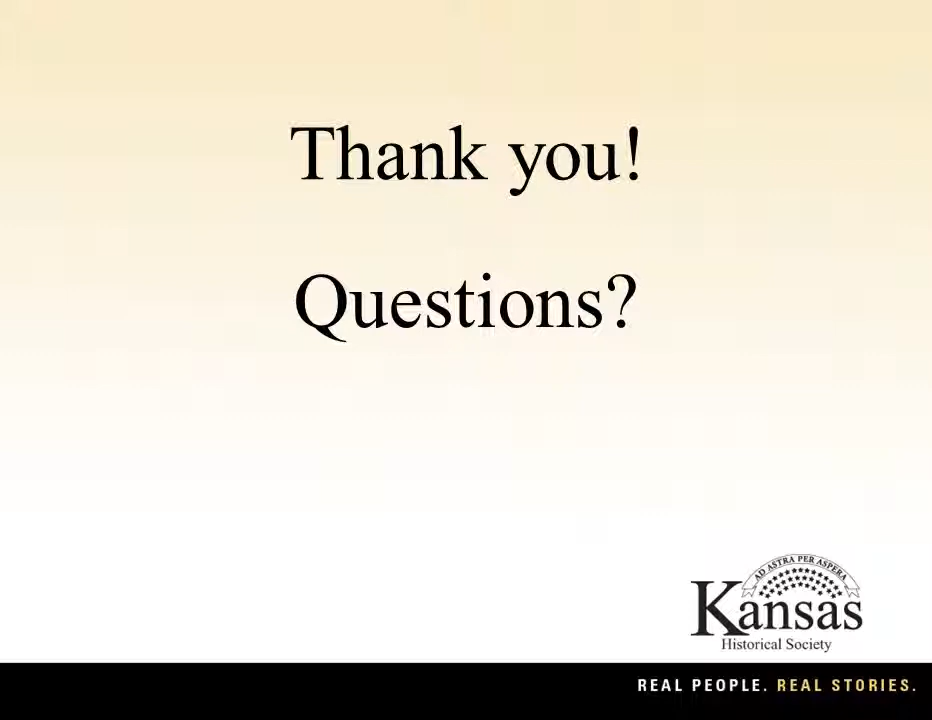 Thank you!
Questions?
AD ASTRA PER ASPERA
Kansas
Historical Society
REAL PEOPLE. REAL STORIES.